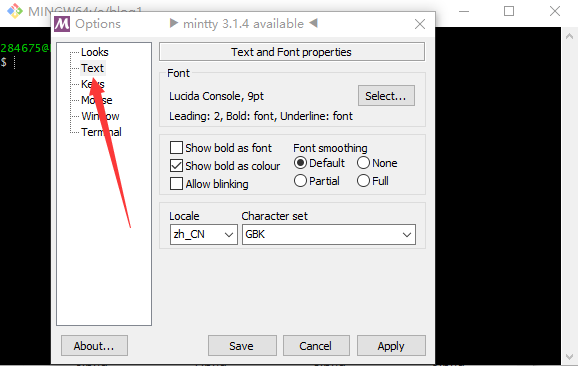 MINGW64:/c/blog1
Options
▶ mintty 3.1.4 available ◀
284675@
$
Looks
Text
Keys
Mouse
Window
Terminal
Text and Font properties
Font
Lucida Console, 9pt
Select...
Leading: 2, Bold: font, Underline: font
Show bold as font
Show bold as colour
Allow blinking
Font smoothing
Default
None
Partial
Full
Locale
Character set
zh_CN
GBK
About...
Save
Cancel
Apply